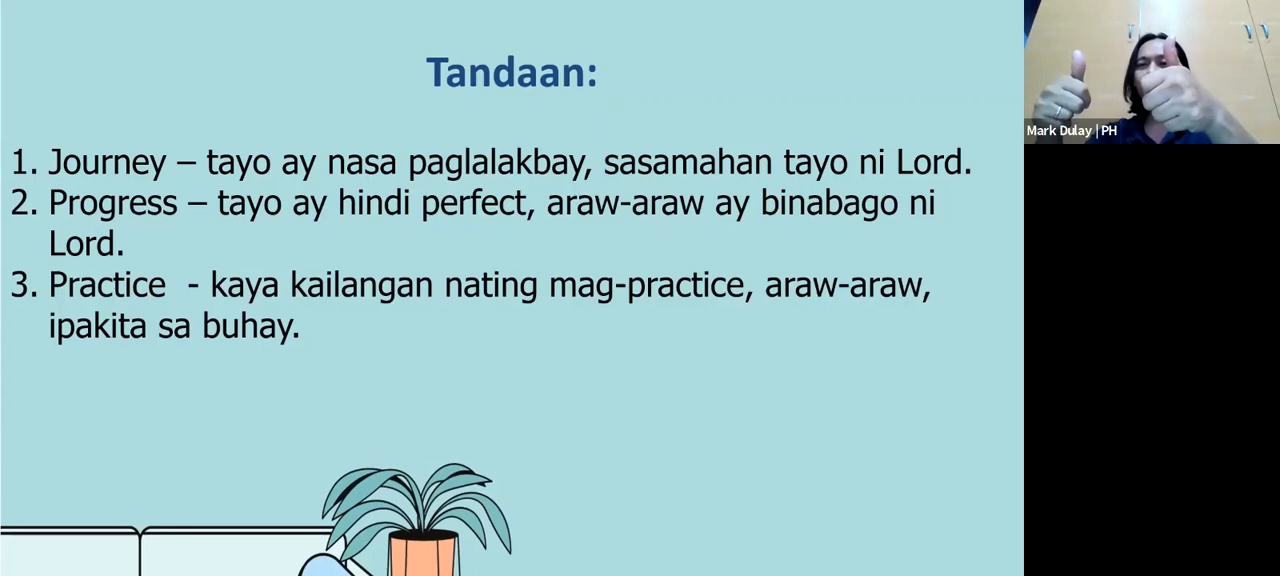 Tandaan:
1. Journey – tayo ay nasa paglalakbay, sasamahan tayo ni Lord.
2. Progress – tayo ay hindi perfect, araw-araw ay binabago ni
Lord.
3. Practice  - kaya kailangan nating mag-practice, araw-araw,
ipakita sa buhay.
Mark Dulay | PH